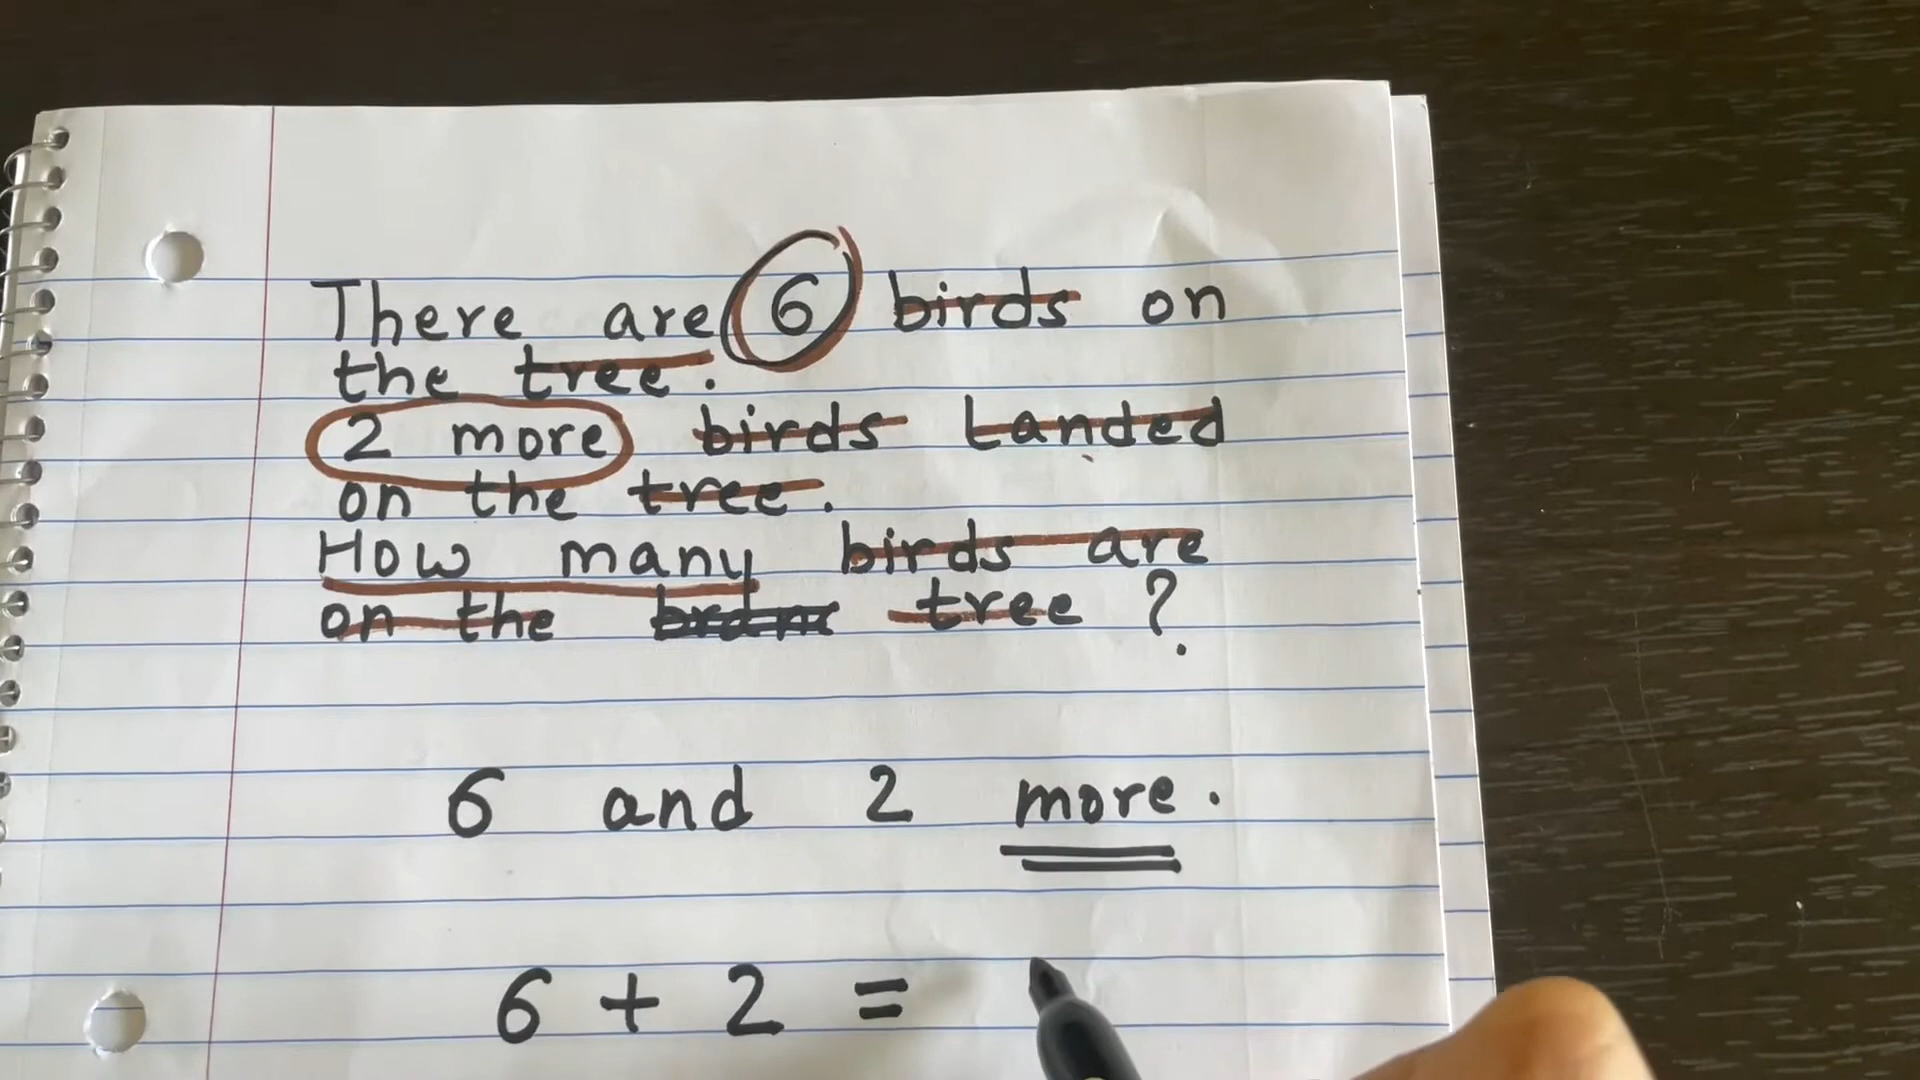 There are 6 birds on
the tree.
2 more birds Landed
on the tree.
How many birds are
on the tree ?
6 and 2 more.
6 + 2 =